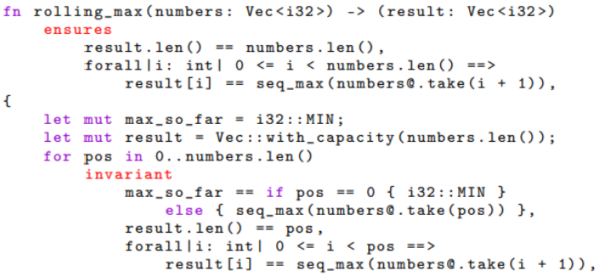 fn rolling_max(numbers: Vec<i32>) -> (result: Vec<i32>)
    ensures
        result.len() == numbers.len(),
        forall|i: int| 0 <= i < numbers.len() ==>
            result[i] == seq_max(numbers@.take(i + 1)),
{
    let mut max_so_far = i32::MIN;
    let mut result = Vec::with_capacity(numbers.len());
    for pos in 0..numbers.len()
        invariant
            max_so_far == if pos == 0 { i32::MIN }
                else { seq_max(numbers@.take(pos)) },
            result.len() == pos,
            forall|i: int| 0 <= i < pos ==>
                result[i] == seq_max(numbers@.take(i + 1)),